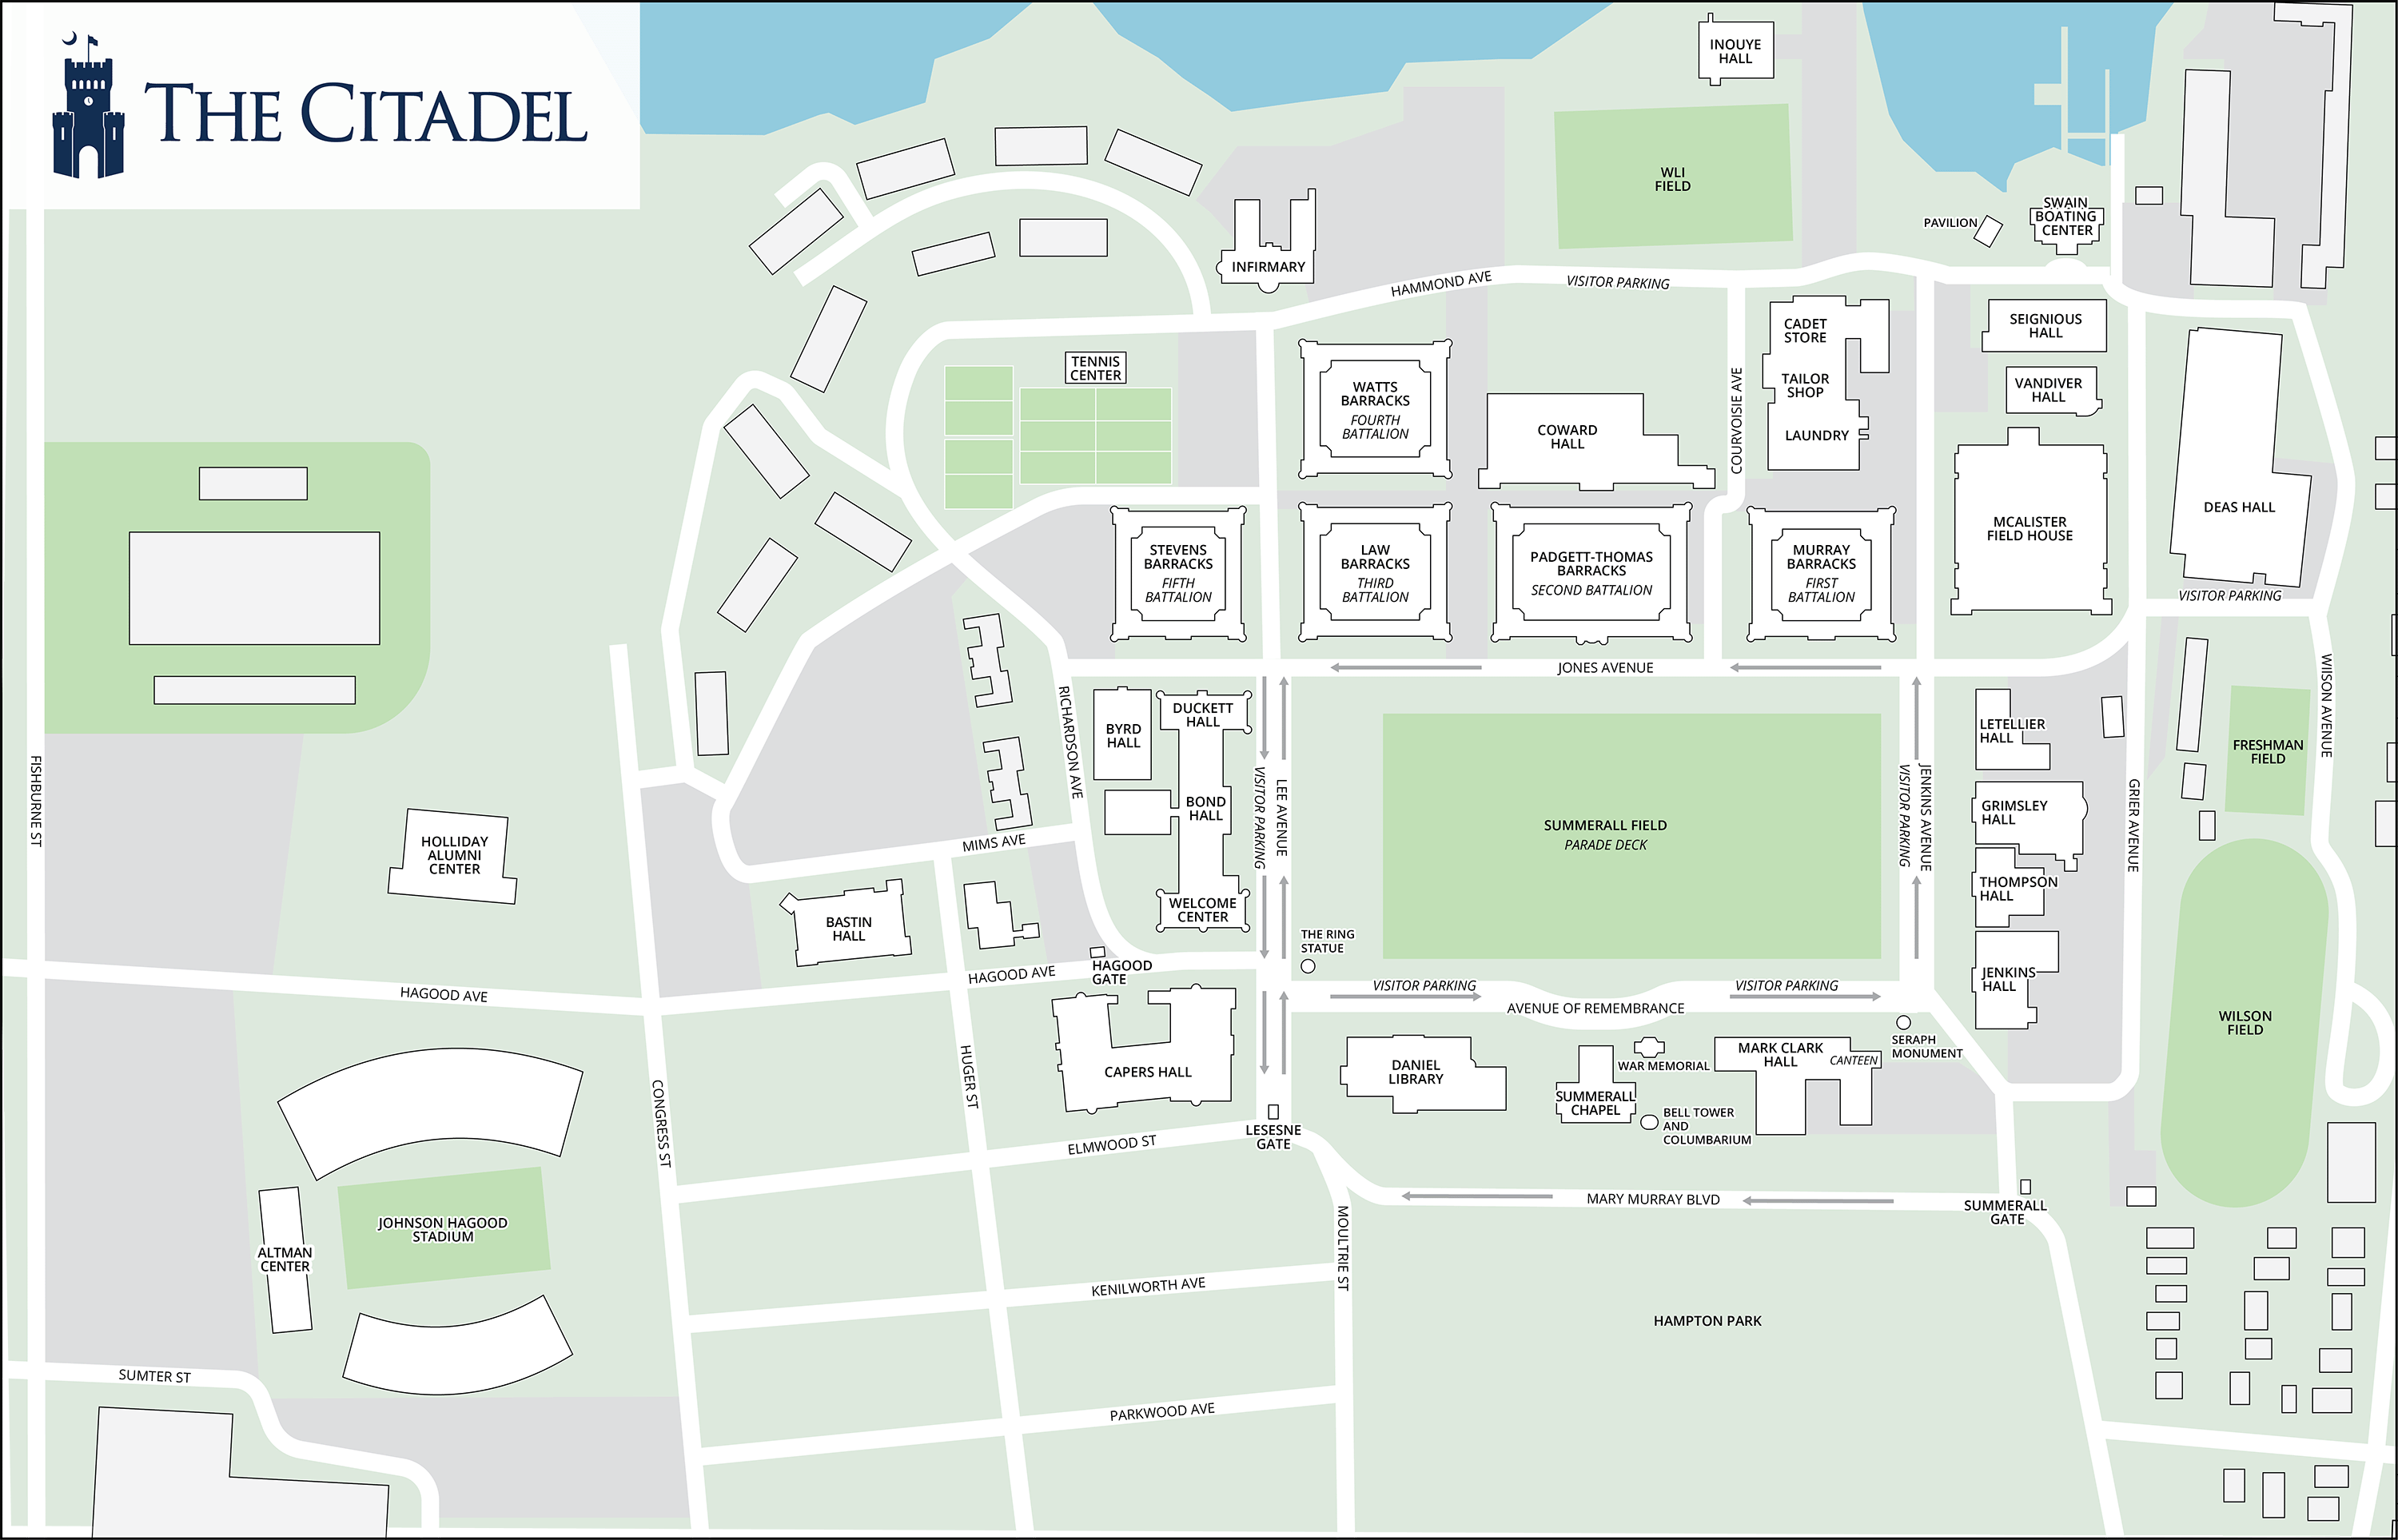 THE CITADEL
INOUYE
HALL
WLI
FIELD
SWAIN
BOATING
CENTER
PAVILION
INFIRMARY
HAMMOND AVE
VISITOR PARKING
CADET
STORE
SEIGNIOUS
HALL
TENNIS
CENTER
WATTS
BARRACKS
FOURTH
BATTALION
COURVOISIE AVE
TAILOR
SHOP
VANDIVER
HALL
COWARD
HALL
LAUNDRY
DEAS HALL
MCALISTER
FIELD HOUSE
STEVENS
BARRACKS
FIFTH
BATTALION
LAW
BARRACKS
THIRD
BATTALION
PADGETT-THOMAS
BARRACKS
SECOND BATTALION
MURRAY
BARRACKS
FIRST
BATTALION
VISITOR PARKING
JONES AVENUE
WIISON AVENUE
RICHARDSON AVE
BYRD
HALL
DUCKETT
HALL
LETELLIER
HALL
FRESHMAN
FIELD
FISHBURNE ST
VISITOR PARKING
LEE AVENUE
BOND
HALL
SUMMERALL FIELD
PARADE DECK
VISITOR PARKING
JENKINS AVENUE
GRIMSLEY
HALL
GRIER AVENUE
HOLLIDAY
ALUMNI
CENTER
MIMS AVE
THOMPSON
HALL
BASTIN
HALL
WELCOME
CENTER
THE RING
STATUE
HAGOOD
GATE
HAGOOD AVE
HAGOOD AVE
JENKINS
HALL
VISITOR PARKING
VISITOR PARKING
AVENUE OF REMEMBRANCE
WILSON
FIELD
SERAPH
MONUMENT
CAPERS HALL
DANIEL
LIBRARY
WAR MEMORIAL
MARK CLARK
HALL
CANTEEN
HUGER ST
CONGRESS ST
SUMMERALL
CHAPEL
BELL TOWER
AND
COLUMBARIUM
LESESNE
GATE
ELMWOOD ST
MARY MURRAY BLVD
SUMMERALL
GATE
JOHNSON HAGOOD
STADIUM
ALTMAN
CENTER
MOULTRIE ST
KENILWORTH AVE
HAMPTON PARK
SUMTER ST
PARKWOOD AVE